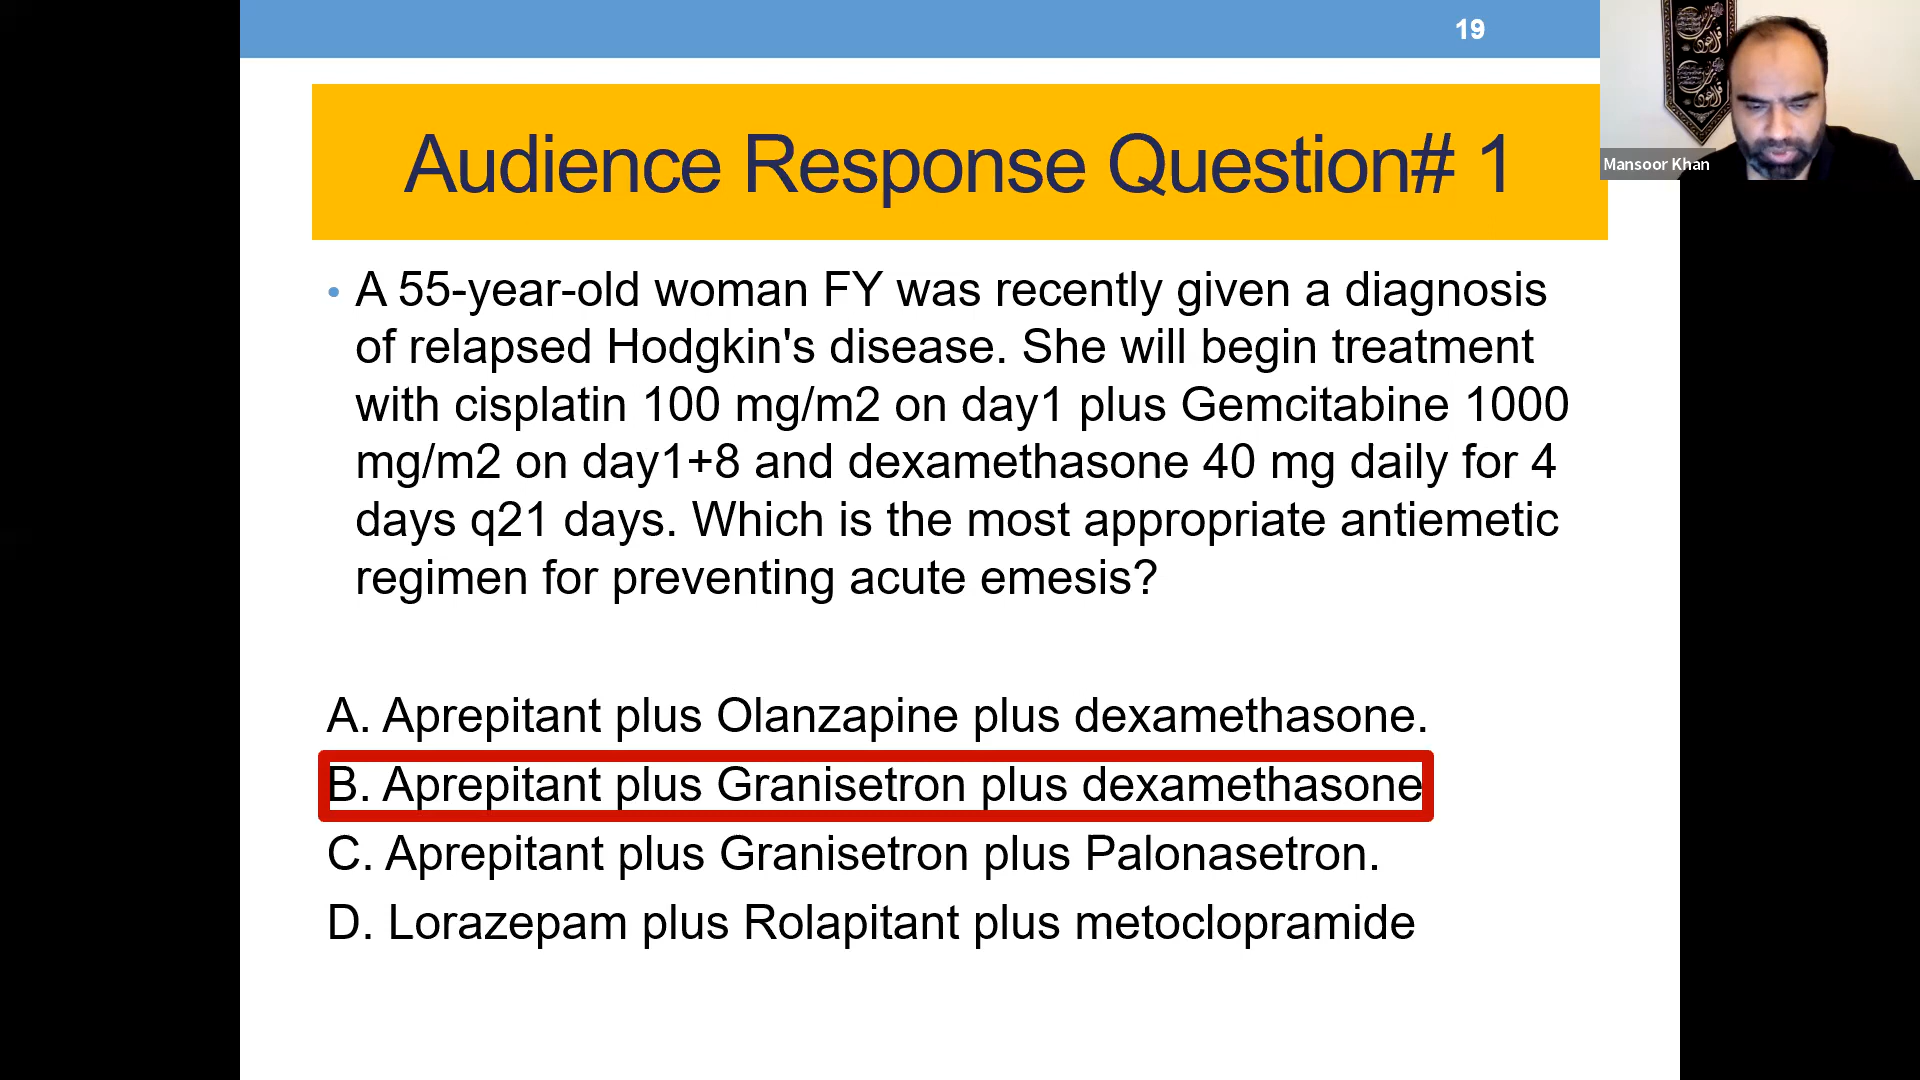 19
Audience Response Question# 1
Mansoor Khan
• A 55-year-old woman FY was recently given a diagnosis
of relapsed Hodgkin's disease. She will begin treatment
with cisplatin 100 mg/m2 on day1 plus Gemcitabine 1000
mg/m2 on day1+8 and dexamethasone 40 mg daily for 4
days q21 days. Which is the most appropriate antiemetic
regimen for preventing acute emesis?
A. Aprepitant plus Olanzapine plus dexamethasone.
B. Aprepitant plus Granisetron plus dexamethasone
C. Aprepitant plus Granisetron plus Palonasetron.
D. Lorazepam plus Rolapitant plus metoclopramide